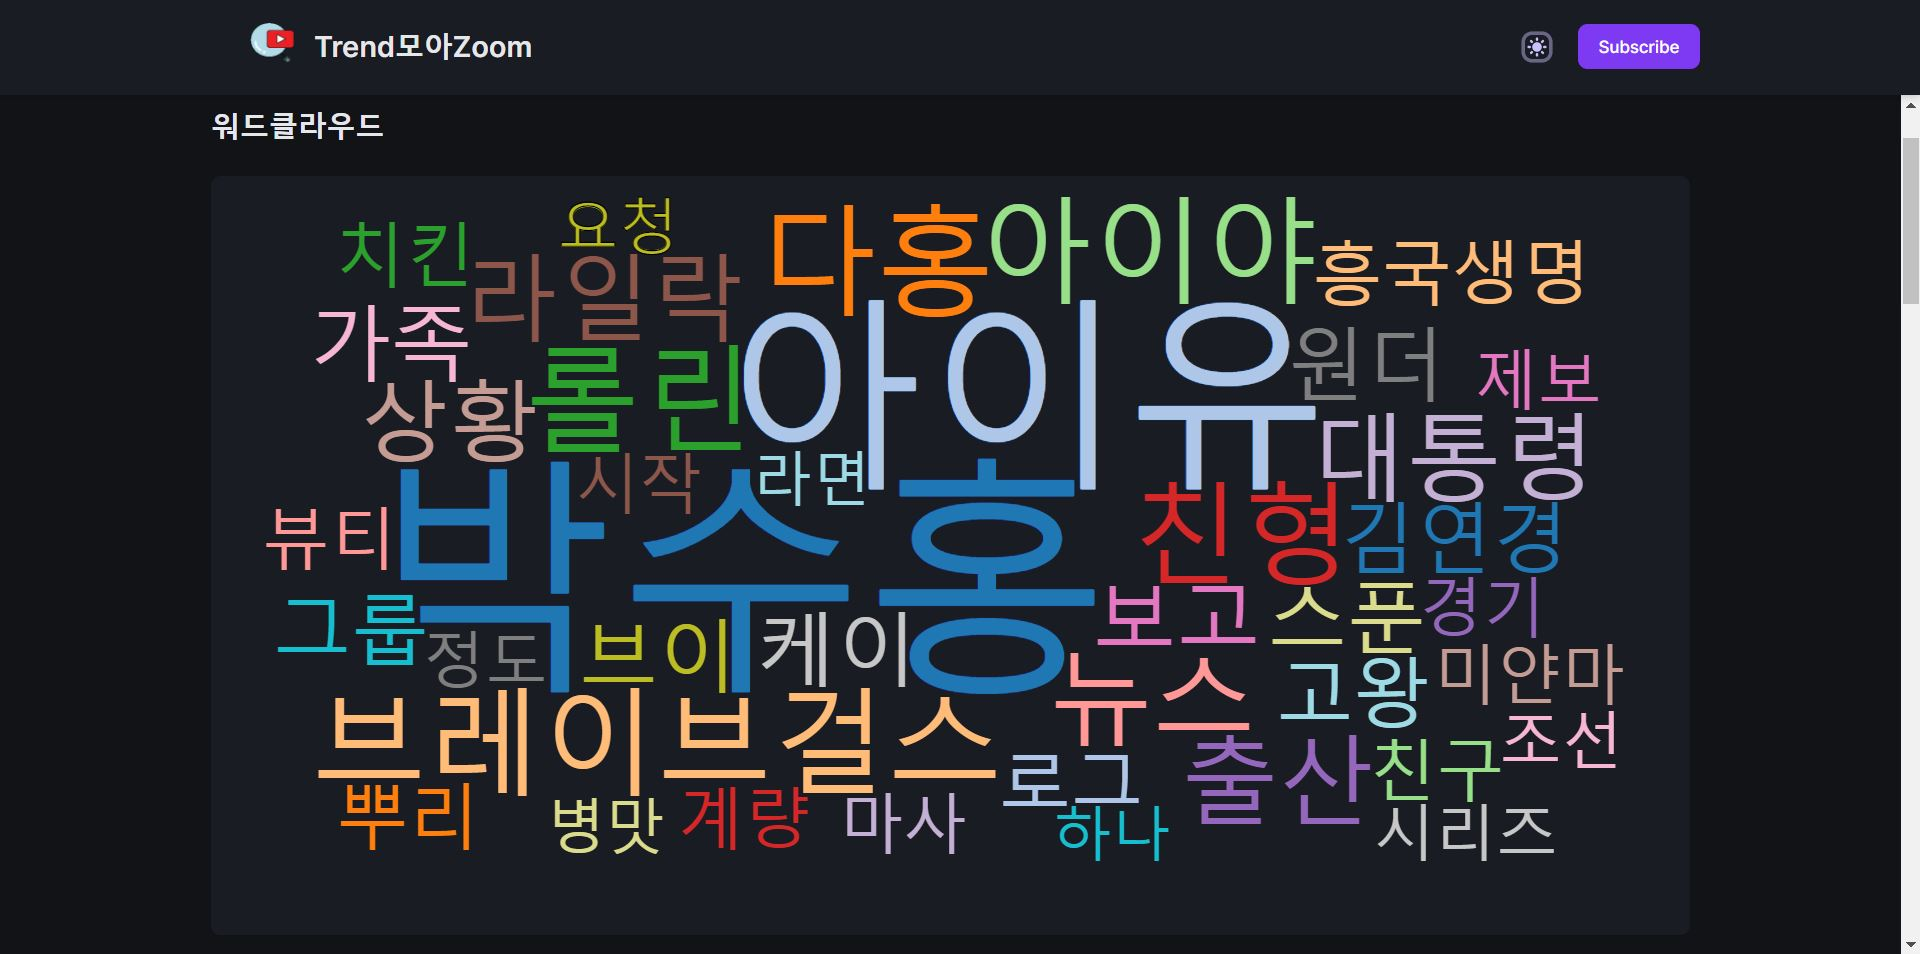 Trend모아Zoom
Subscribe
워드클라우드
요청
다홍
아이야
치킨
라일락
흥국생명
가족
아이유
원더
롤린
제보
상황
대통령
시작
라면
박수홍
친형
김연경
뷰티
그룹
정도
브이
케이
보고
스푼
경기
뉴스
고왕
미얀마
브레이브걸스
조선
출산
친구
로그
뿌리
병맛
계량
마사
하나
시리즈